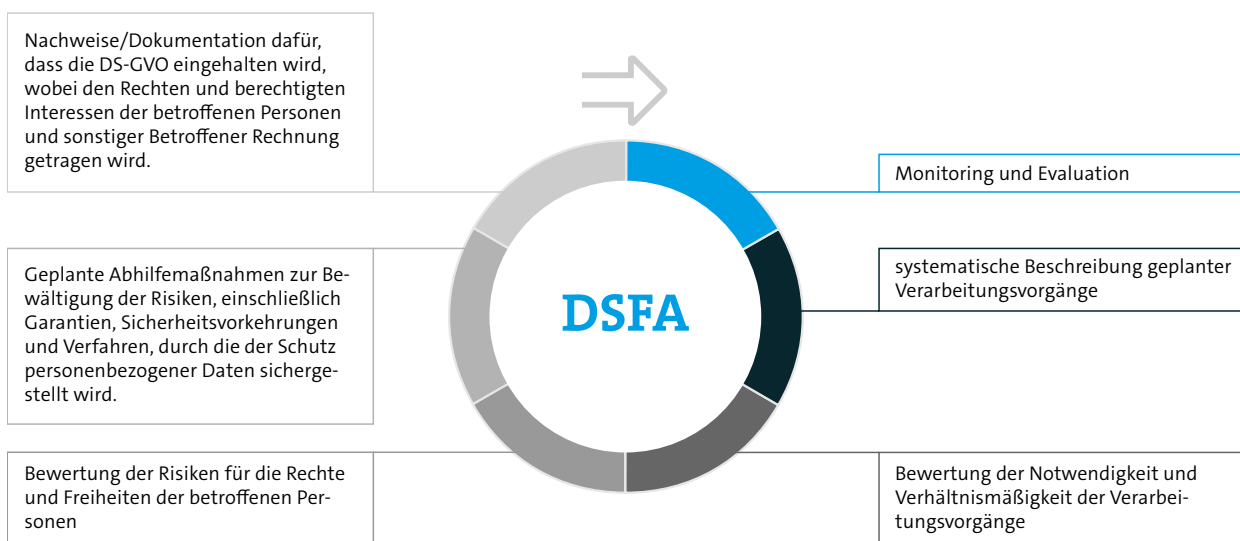 Nachweise/Dokumentation dafür,
dass die DS-GVO eingehalten wird,
wobei den Rechten und berechtigten
Interessen der betroffenen Personen
und sonstiger Betroffener Rechnung
getragen wird.
Monitoring und Evaluation
Geplante Abhilfemaßnahmen zur Be-
wältigung der Risiken, einschließlich
Garantien, Sicherheitsvorkehrungen
und Verfahren, durch die der Schutz
personenbezogener Daten sicherge-
stellt wird.
DSFA
systematische Beschreibung geplanter
Verarbeitungsvorgänge
Bewertung der Risiken für die Rechte
und Freiheiten der betroffenen Per-
sonen
Bewertung der Notwendigkeit und
Verhältnismäßigkeit der Verarbei-
tungsvorgänge